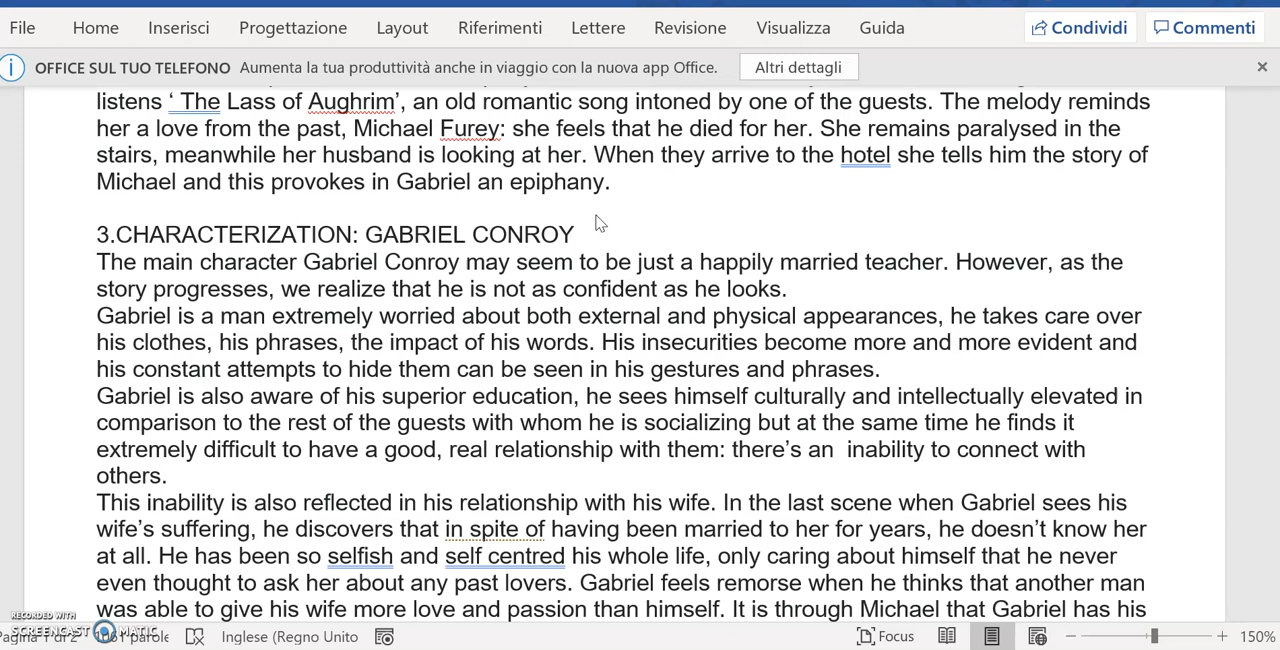 File Home Inserisci Progettazione Layout Riferimenti Lettere Revisione Visualizza Guida Condividi Commenti
OFFICE SUL TUO TELEFONO Aumenta la tua produttività anche in viaggio con la nuova app Office. Altri dettagli
listens ‘ The Lass of Aughrim’, an old romantic song intoned by one of the guests. The melody reminds
her a love from the past, Michael Furey: she feels that he died for her. She remains paralysed in the
stairs, meanwhile her husband is looking at her. When they arrive to the hotel she tells him the story of
Michael and this provokes in Gabriel an epiphany.
3.CHARACTERIZATION: GABRIEL CONROY
The main character Gabriel Conroy may seem to be just a happily married teacher. However, as the
story progresses, we realize that he is not as confident as he looks.
Gabriel is a man extremely worried about both external and physical appearances, he takes care over
his clothes, his phrases, the impact of his words. His insecurities become more and more evident and
his constant attempts to hide them can be seen in his gestures and phrases.
Gabriel is also aware of his superior education, he sees himself culturally and intellectually elevated in
comparison to the rest of the guests with whom he is socializing but at the same time he finds it
extremely difficult to have a good, real relationship with them: there’s an  inability to connect with
others.
This inability is also reflected in his relationship with his wife. In the last scene when Gabriel sees his
wife’s suffering, he discovers that in spite of having been married to her for years, he doesn’t know her
at all. He has been so selfish and self centred his whole life, only caring about himself that he never
even thought to ask her about any past lovers. Gabriel feels remorse when he thinks that another man
was able to give his wife more love and passion than himself. It is through Michael that Gabriel has his
RECORDED WITH
SCREENCAST MATIC
Inglese (Regno Unito Focus 150%